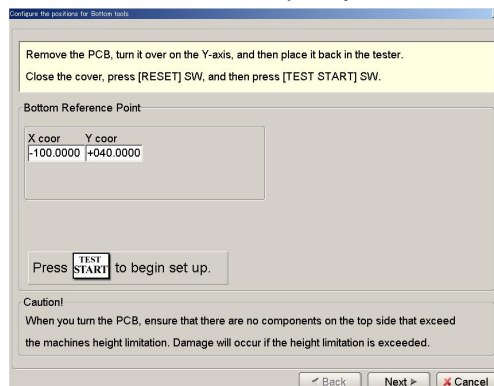 Configure the positions for Bottom tools
Remove the PCB, turn it over on the Y-axis, and then place it back in the tester.
Close the cover, press [RESET] SW, and then press [TEST START] SW.
Bottom Reference Point
X coor Y coor
-100.0000 +040.0000
Press TEST START to begin set up.
Caution!
When you turn the PCB, ensure that there are no components on the top side that exceed
the machines height limitation. Damage will occur if the height limitation is exceeded.
Back Next Cancel